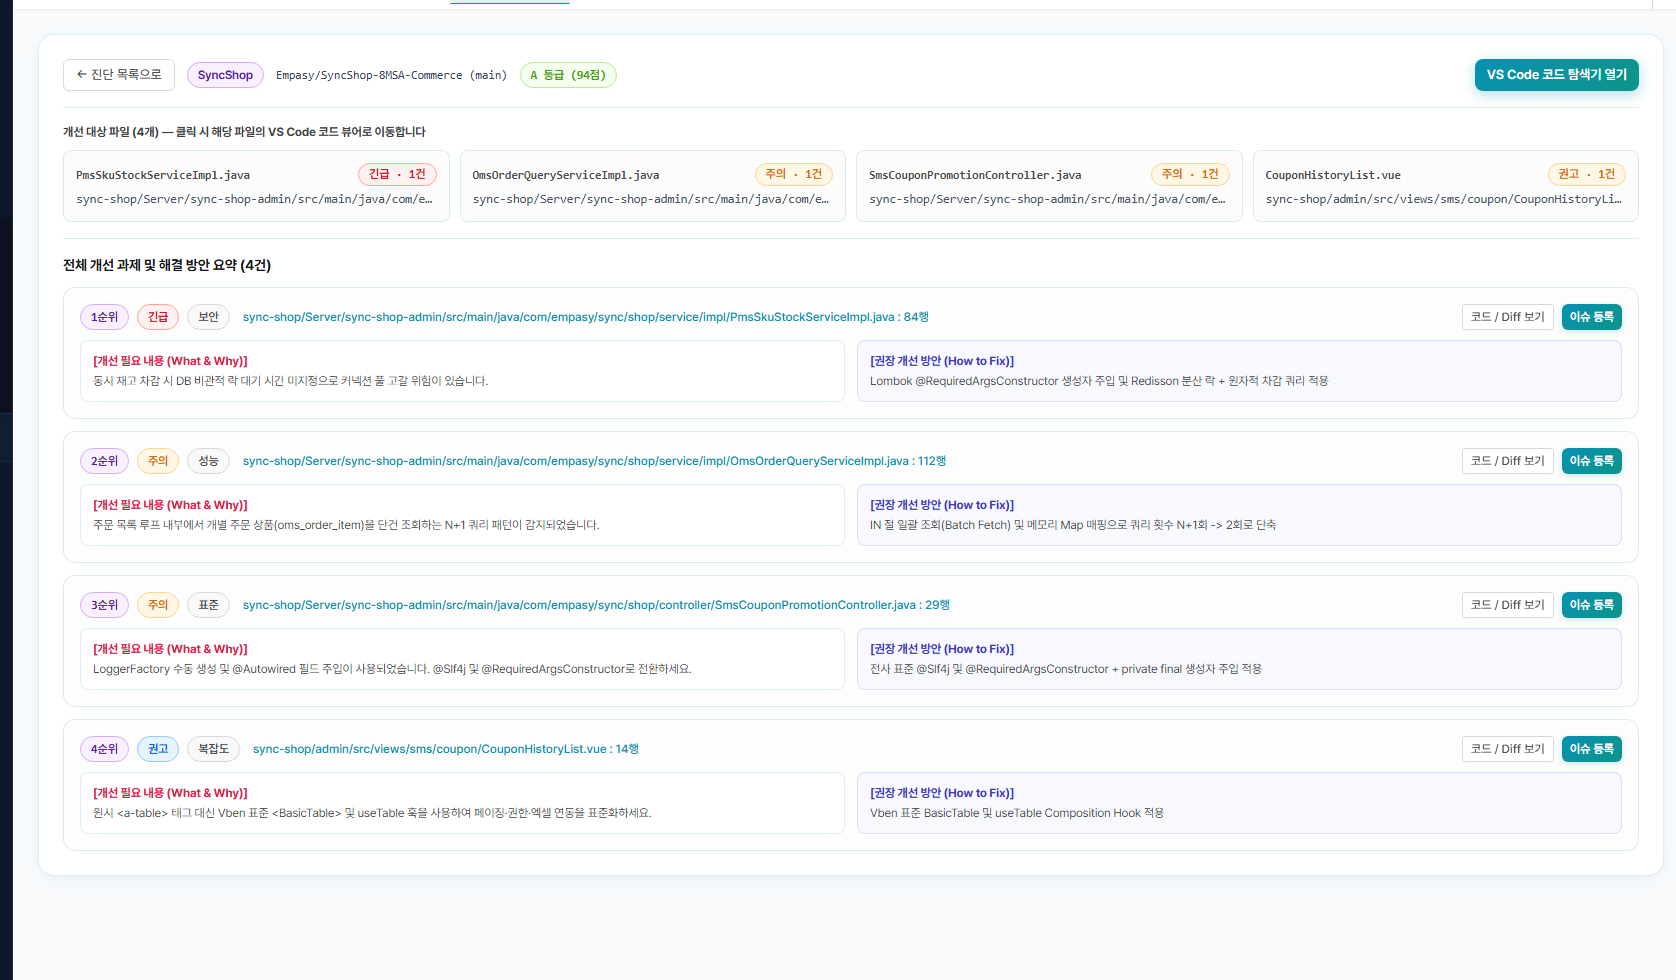 ← 진단 목록으로
SyncShop
Empasy/SyncShop-8MSA-Commerce (main)
A 등급 (94점)
VS Code 코드 탐색기 열기
개선 대상 파일 (4개) — 클릭 시 해당 파일의 VS Code 코드 뷰어로 이동합니다
PmsSkuStockServiceImpl.java
긴급 · 1건
sync-shop/Server/sync-shop-admin/src/main/java/com/e…
OmsOrderQueryServiceImpl.java
주의 · 1건
sync-shop/Server/sync-shop-admin/src/main/java/com/e…
SmsCouponPromotionController.java
주의 · 1건
sync-shop/Server/sync-shop-admin/src/main/java/com/e…
CouponHistoryList.vue
권고 · 1건
sync-shop/admin/src/views/sms/coupon/CouponHistoryLi…
전체 개선 과제 및 해결 방안 요약 (4건)
1순위 긴급 보안 sync-shop/Server/sync-shop-admin/src/main/java/com/empasy/sync/shop/service/impl/PmsSkuStockServiceImpl.java : 84행
코드 / Diff 보기
이슈 등록
[개선 필요 내용 (What & Why)]
동시 재고 차감 시 DB 비관적 락 대기 시간 미지정으로 커넥션 풀 고갈 위험이 있습니다.
[권장 개선 방안 (How to Fix)]
Lombok @RequiredArgsConstructor 생성자 주입 및 Redisson 분산 락 + 원자적 차감 쿼리 적용
2순위 주의 성능 sync-shop/Server/sync-shop-admin/src/main/java/com/empasy/sync/shop/service/impl/OmsOrderQueryServiceImpl.java : 112행
코드 / Diff 보기
이슈 등록
[개선 필요 내용 (What & Why)]
주문 목록 루프 내부에서 개별 주문 상품(oms_order_item)을 단건 조회하는 N+1 쿼리 패턴이 감지되었습니다.
[권장 개선 방안 (How to Fix)]
IN 절 일괄 조회(Batch Fetch) 및 메모리 Map 매핑으로 쿼리 횟수 N+1회 -> 2회로 단축
3순위 주의 표준 sync-shop/Server/sync-shop-admin/src/main/java/com/empasy/sync/shop/controller/SmsCouponPromotionController.java : 29행
코드 / Diff 보기
이슈 등록
[개선 필요 내용 (What & Why)]
LoggerFactory 수동 생성 및 @Autowired 필드 주입이 사용되었습니다. @Slf4j 및 @RequiredArgsConstructor로 전환하세요.
[권장 개선 방안 (How to Fix)]
전사 표준 @Slf4j 및 @RequiredArgsConstructor + private final 생성자 주입 적용
4순위 권고 복잡도 sync-shop/admin/src/views/sms/coupon/CouponHistoryList.vue : 14행
코드 / Diff 보기
이슈 등록
[개선 필요 내용 (What & Why)]
원시 <a-table> 태그 대신 Vben 표준 <BasicTable> 및 useTable 훅을 사용하여 페이징·권한·엑셀 연동을 표준화하세요.
[권장 개선 방안 (How to Fix)]
Vben 표준 BasicTable 및 useTable Composition Hook 적용